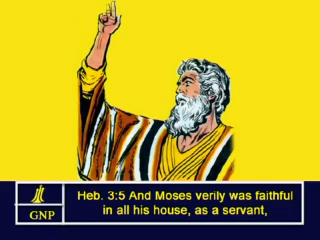 Heb. 3:5 And Moses verily was faithful
in all his house, as a servant,
GNP